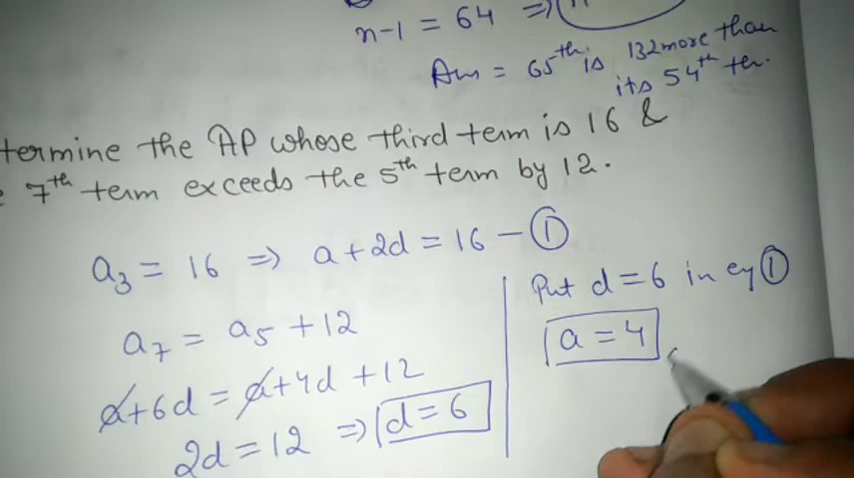 n-1 = 64 =>
Ans = 65th is 132 more than
its 54th ter.
termine the AP whose third term is 16 &
7th term exceeds the 5th term by 12.
a3 = 16 => a+2d = 16 - ①
a7 = a5 + 12
a+6d = a+4d + 12
2d = 12 => d = 6
Put d = 6 in eq ①
a = 4